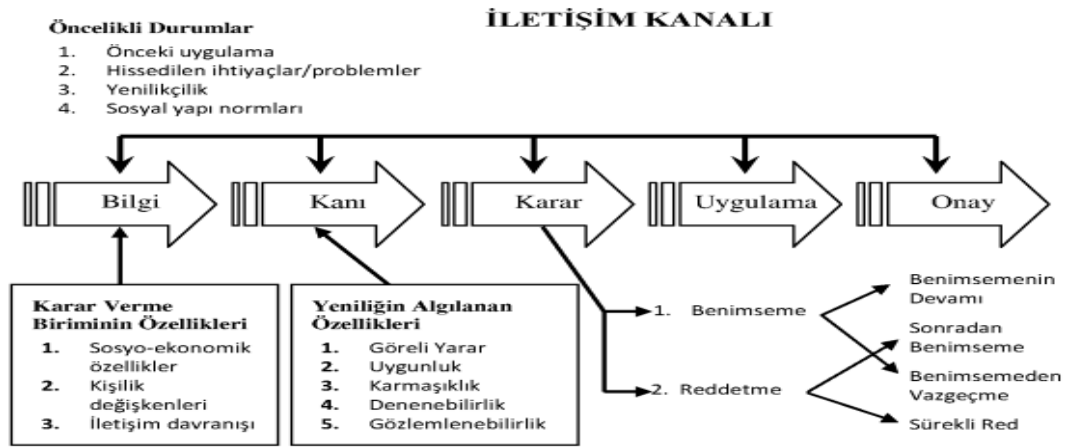 İLETİŞİM KANALI
Öncelikli Durumlar
1. Önceki uygulama
2. Hissedilen ihtiyaçlar/problemler
3. Yenilikçilik
4. Sosyal yapı normları
Bilgi
Kanı
Karar
Uygulama
Onay
Karar Verme
Biriminin Özellikleri
1. Sosyo-ekonomik
özellikler
2. Kişilik
değişkenleri
3. İletişim davranışı
Yeniliğin Algılanan
Özellikleri
1. Göreli Yarar
2. Uygunluk
3. Karmaşıklık
4. Denenebilirlik
5. Gözlemlenebilirlik
1. Benimseme
2. Reddetme
Benimsemenin
Devamı
Sonradan
Benimseme
Benimsemeden
Vazgeçme
Sürekli Red